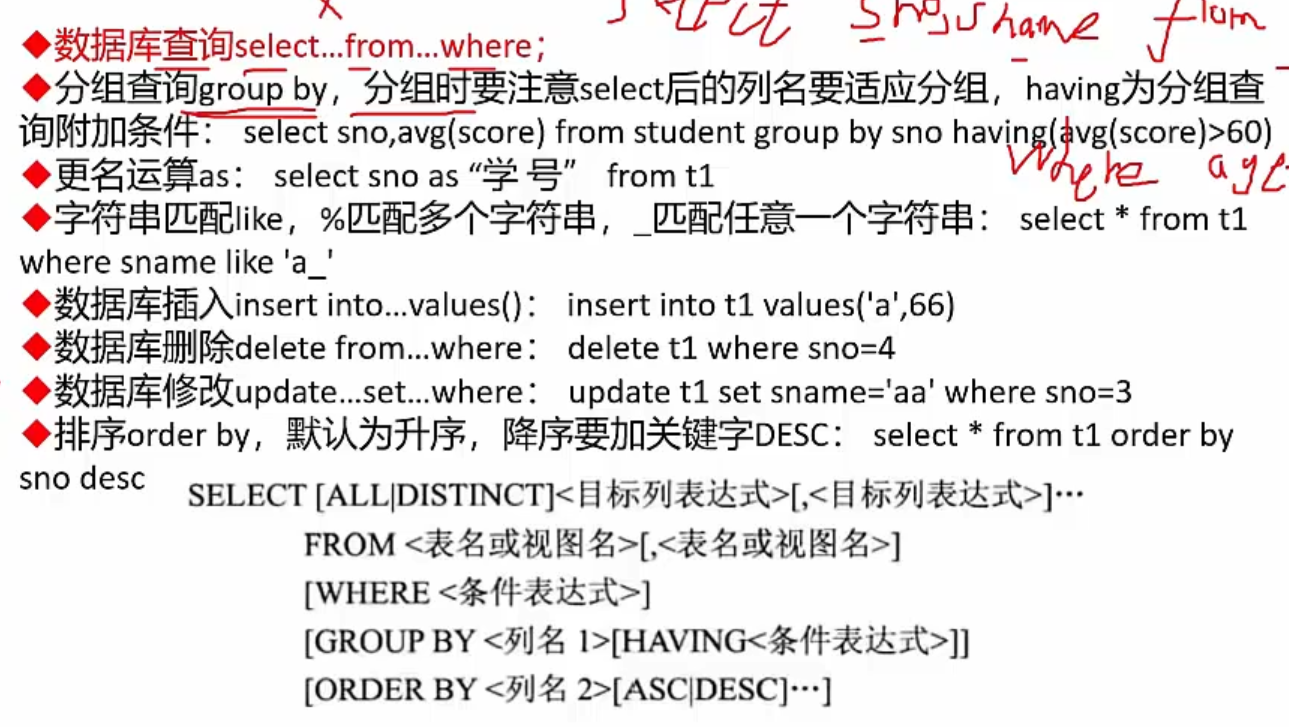 select sno,sname from
◆数据库查询select...from...where；
◆分组查询group by，分组时要注意select后的列名要适应分组，having为分组查
询附加条件： select sno,avg(score) from student group by sno having(avg(score)>60)
where age
◆更名运算as： select sno as “学 号” from t1
◆字符串匹配like，%匹配多个字符串，_匹配任意一个字符串： select * from t1
where sname like 'a_'
◆数据库插入insert into...values()： insert into t1 values('a',66)
◆数据库删除delete from...where： delete t1 where sno=4
◆数据库修改update...set...where： update t1 set sname='aa' where sno=3
◆排序order by，默认为升序，降序要加关键字DESC： select * from t1 order by
sno desc
SELECT [ALL|DISTINCT]<目标列表达式>[,<目标列表达式>]…
FROM <表名或视图名>[,<表名或视图名>]
[WHERE <条件表达式>]
[GROUP BY <列名 1>[HAVING<条件表达式>]]
[ORDER BY <列名 2>[ASC|DESC]…]